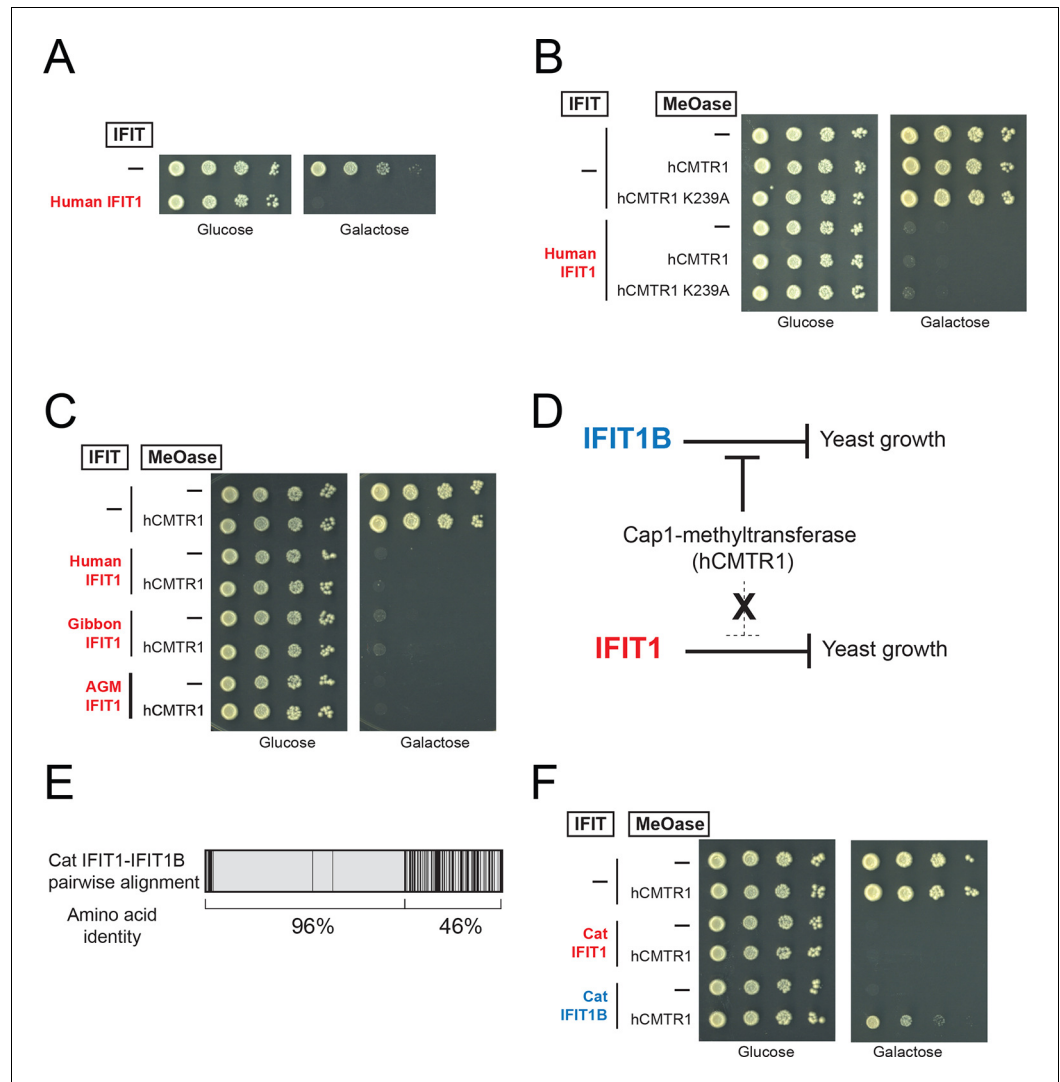 A
IFIT
—
Human IFIT1
Glucose
Galactose
B
IFIT
MeOase
—
—
hCMTR1
hCMTR1 K239A
Human
IFIT1
—
hCMTR1
hCMTR1 K239A
Glucose
Galactose
C
IFIT
MeOase
—
—
hCMTR1
Human
IFIT1
—
hCMTR1
Gibbon
IFIT1
—
hCMTR1
AGM
IFIT1
—
hCMTR1
Glucose
Galactose
D
IFIT1B
Yeast growth
Cap1-methyltransferase
(hCMTR1)
X
IFIT1
Yeast growth
E
Cat IFIT1-IFIT1B
pairwise alignment
Amino acid
identity
96%
46%
F
IFIT
MeOase
—
—
hCMTR1
Cat
IFIT1
—
hCMTR1
Cat
IFIT1B
—
hCMTR1
Glucose
Galactose